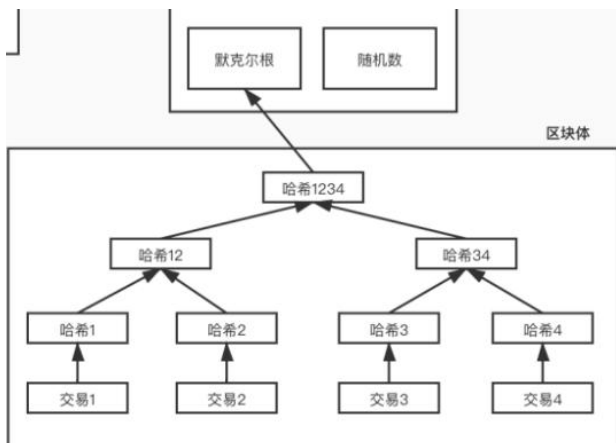 默克尔根
随机数
区块体
哈希1234
哈希12
哈希34
哈希1
哈希2
哈希3
哈希4
交易1
交易2
交易3
交易4